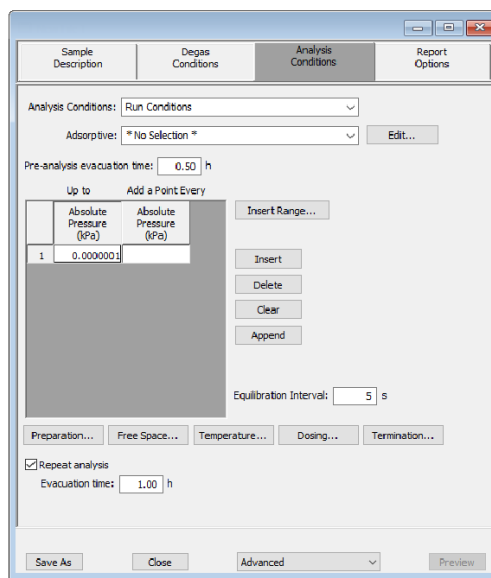 Sample Description
Degas Conditions
Analysis Conditions
Report Options
Analysis Conditions: Run Conditions
Adsorptive: * No Selection * Edit...
Pre-analysis evacuation time: 0.50 h
Up to Add a Point Every
Absolute Pressure (kPa) Absolute Pressure (kPa)
Insert Range...
1 0.0000001
Insert
Delete
Clear
Append
Equilibration Interval: 5 s
Preparation... Free Space... Temperature... Dosing... Termination...
Repeat analysis
Evacuation time: 1.00 h
Save As Close Advanced Preview